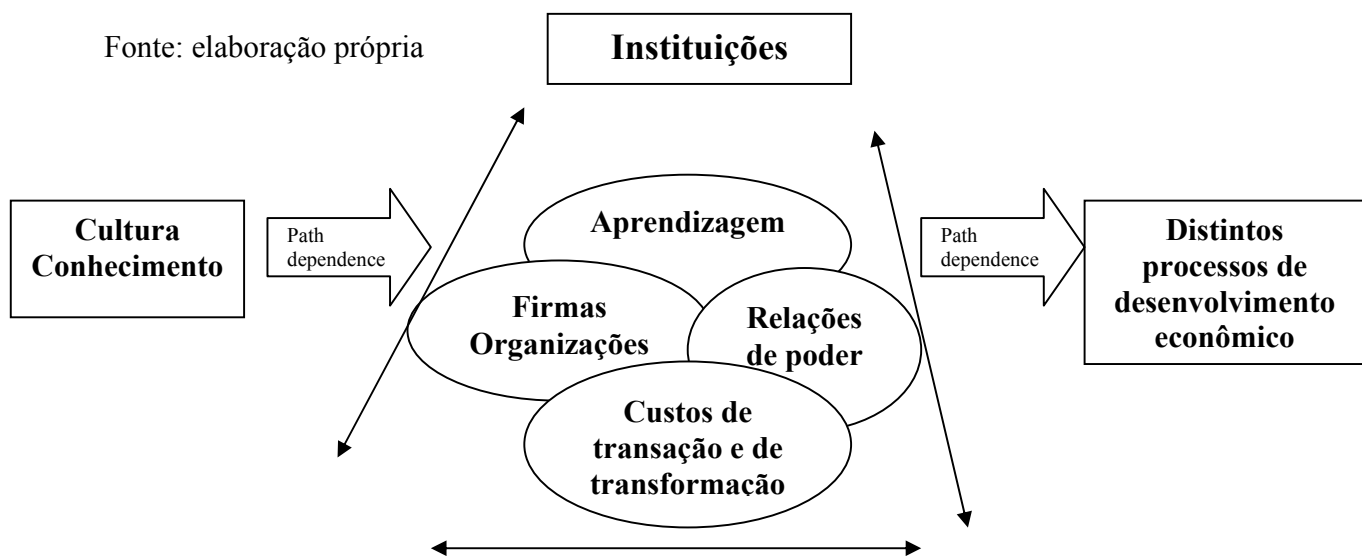 Fonte: elaboração própria
Instituições
Cultura
Conhecimento
Path
dependence
Aprendizagem
Firmas
Organizações
Relações
de poder
Custos de
transação e de
transformação
Path
dependence
Distintos
processos de
desenvolvimento
econômico